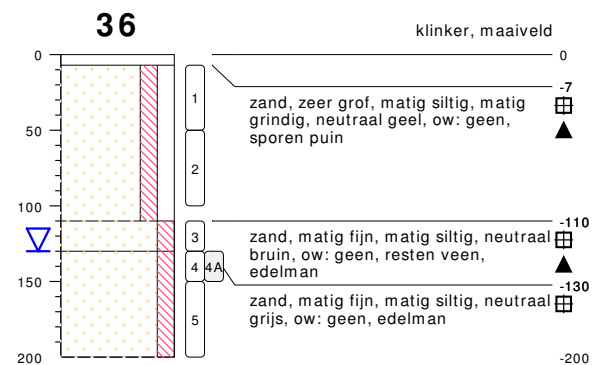 36
klinker, maaiveld
0
0
-7
1
zand, zeer grof, matig siltig, matig
grindig, neutraal geel, ow: geen,
sporen puin
50
2
100
-110
3
zand, matig fijn, matig siltig, neutraal
bruin, ow: geen, resten veen,
edelman
4
4A
-130
150
zand, matig fijn, matig siltig, neutraal
grijs, ow: geen, edelman
5
200
-200